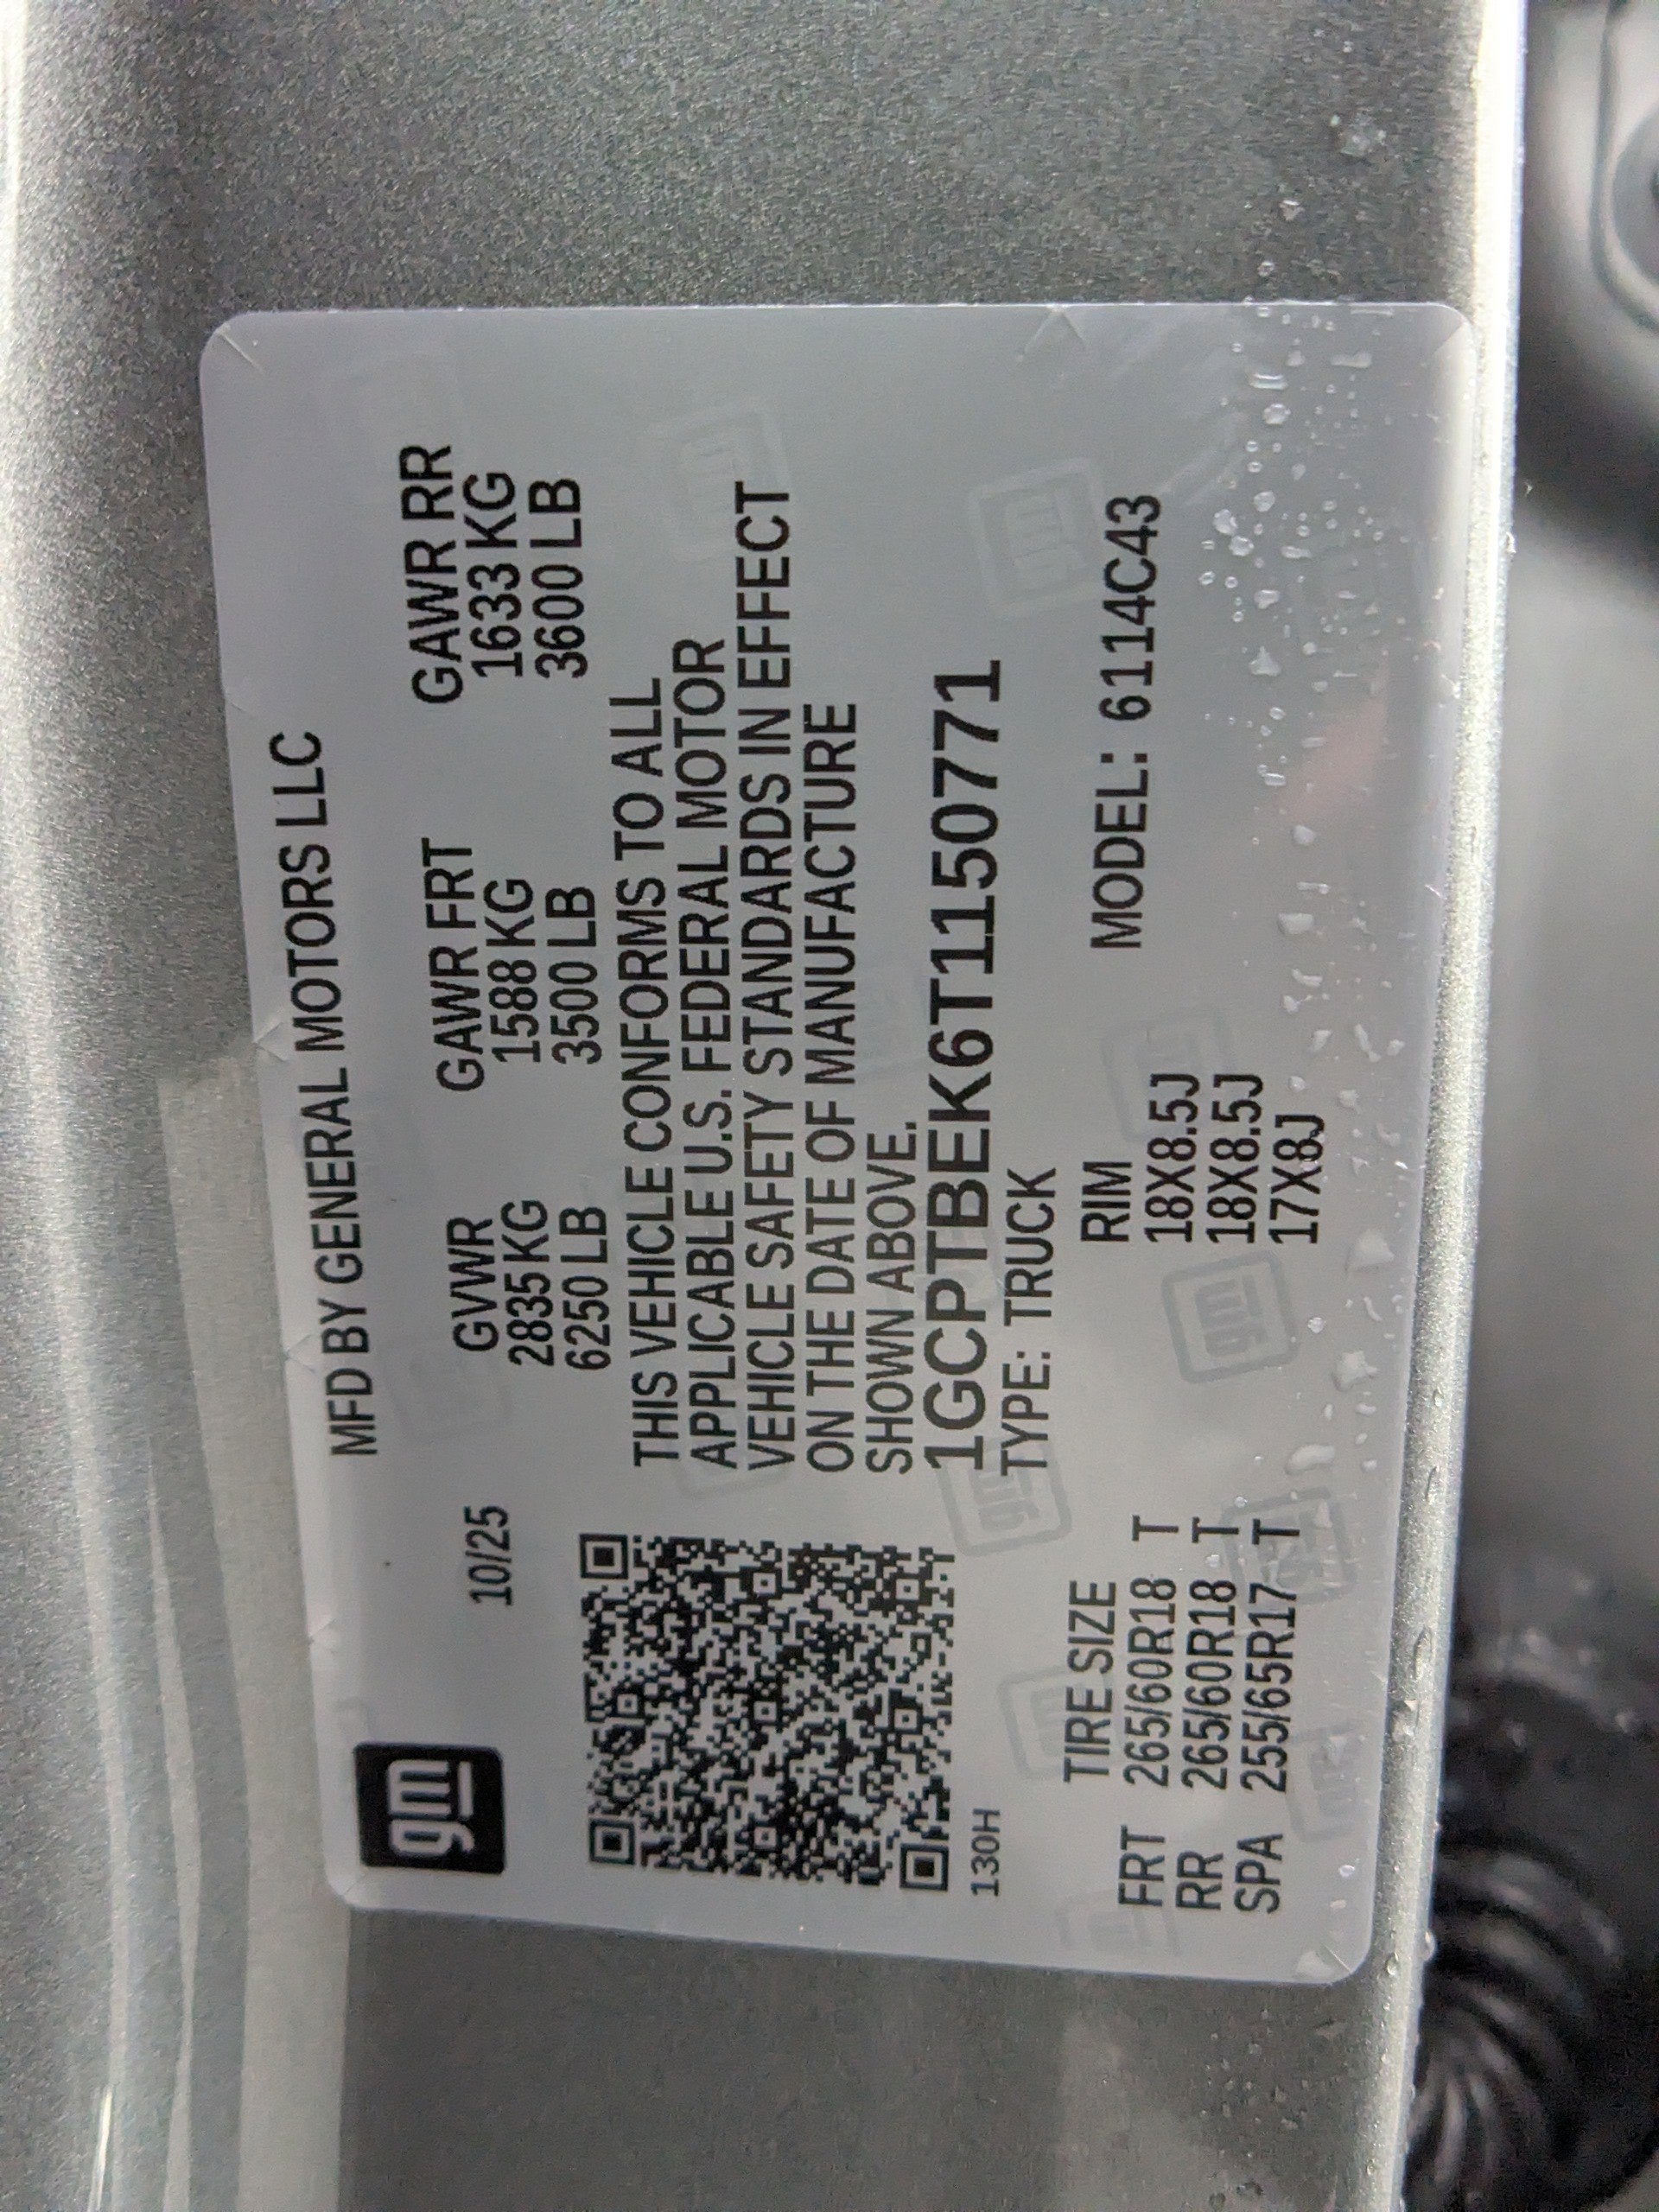 gm
MFD BY GENERAL MOTORS LLC
10/25
GVWR GAWR FRT GAWR RR
2835 KG 1588 KG 1633 KG
6250 LB 3500 LB 3600 LB
THIS VEHICLE CONFORMS TO ALL
APPLICABLE U.S. FEDERAL MOTOR
VEHICLE SAFETY STANDARDS IN EFFECT
ON THE DATE OF MANUFACTURE
SHOWN ABOVE.
1GCPTBEK6T1150771
TYPE: TRUCK
130H
TIRE SIZE RIM MODEL: 6114C43
FRT 265/60R18 T 18X8.5J
RR 265/60R18 T 18X8.5J
SPA 255/65R17 T 17X8J